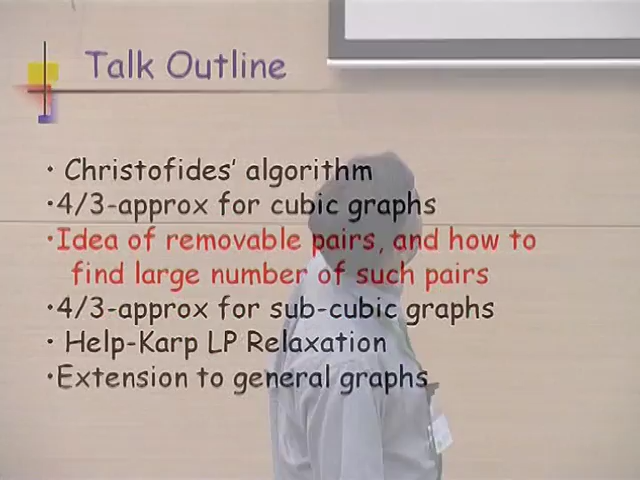 Talk Outline
• Christofides' algorithm
•4/3-approx for cubic graphs
•Idea of removable pairs, and how to
find large number of such pairs
•4/3-approx for sub-cubic graphs
• Help-Karp LP Relaxation
•Extension to general graphs